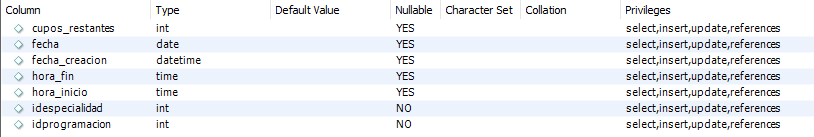 Column Type Default Value Nullable Character Set Collation Privileges
cupos_restantes int YES select,insert,update,references
fecha date YES select,insert,update,references
fecha_creacion datetime YES select,insert,update,references
hora_fin time YES select,insert,update,references
hora_inicio time YES select,insert,update,references
idespecialidad int NO select,insert,update,references
idprogramacion int NO select,insert,update,references